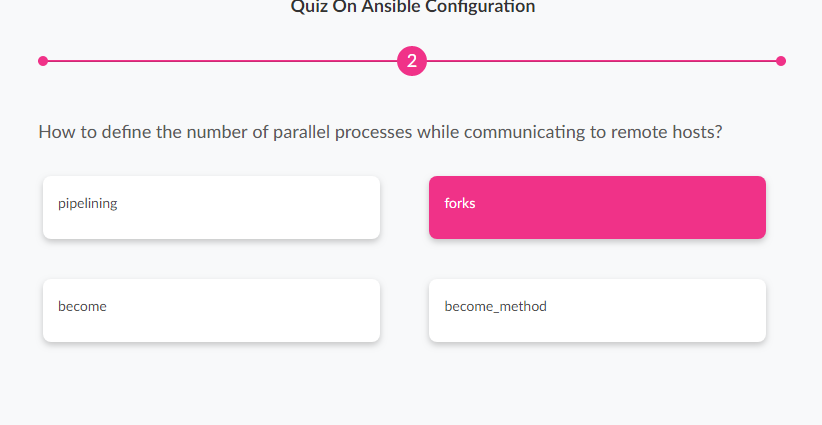 Quiz On Ansible Configuration
2
How to define the number of parallel processes while communicating to remote hosts?
pipelining
forks
become
become_method